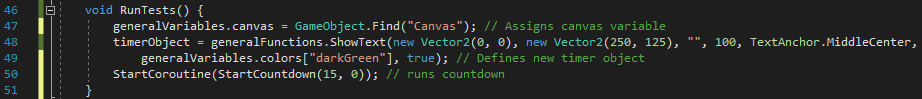 46 void RunTests() {
47 generalVariables.canvas = GameObject.Find("Canvas"); // Assigns canvas variable
48 timerObject = generalFunctions.ShowText(new Vector2(0, 0), new Vector2(250, 125), "", 100, TextAnchor.MiddleCenter,
49 generalVariables.colors["darkGreen"], true); // Defines new timer object
50 StartCoroutine(StartCountdown(15, 0)); // runs countdown
51 }